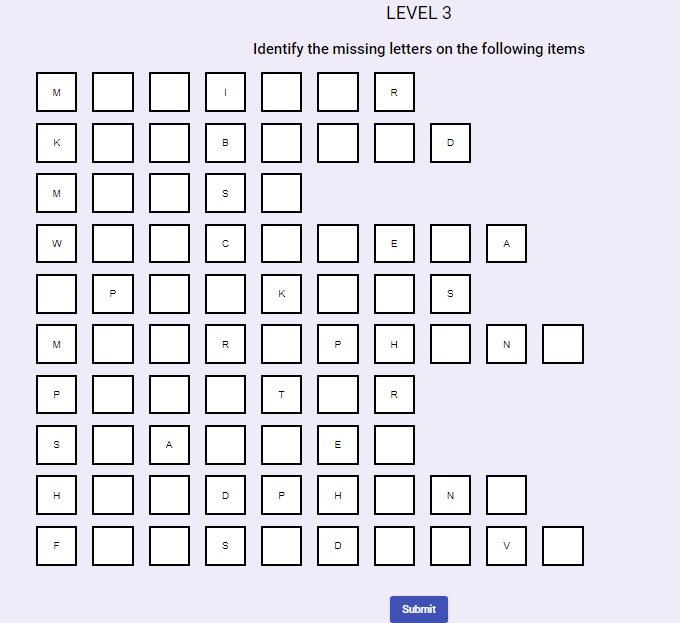 LEVEL 3
Identify the missing letters on the following items
M I R
K B D
M S
W C E A
P K S
M R P H N
P T R
S A E
H D P H N
F S D V
Submit